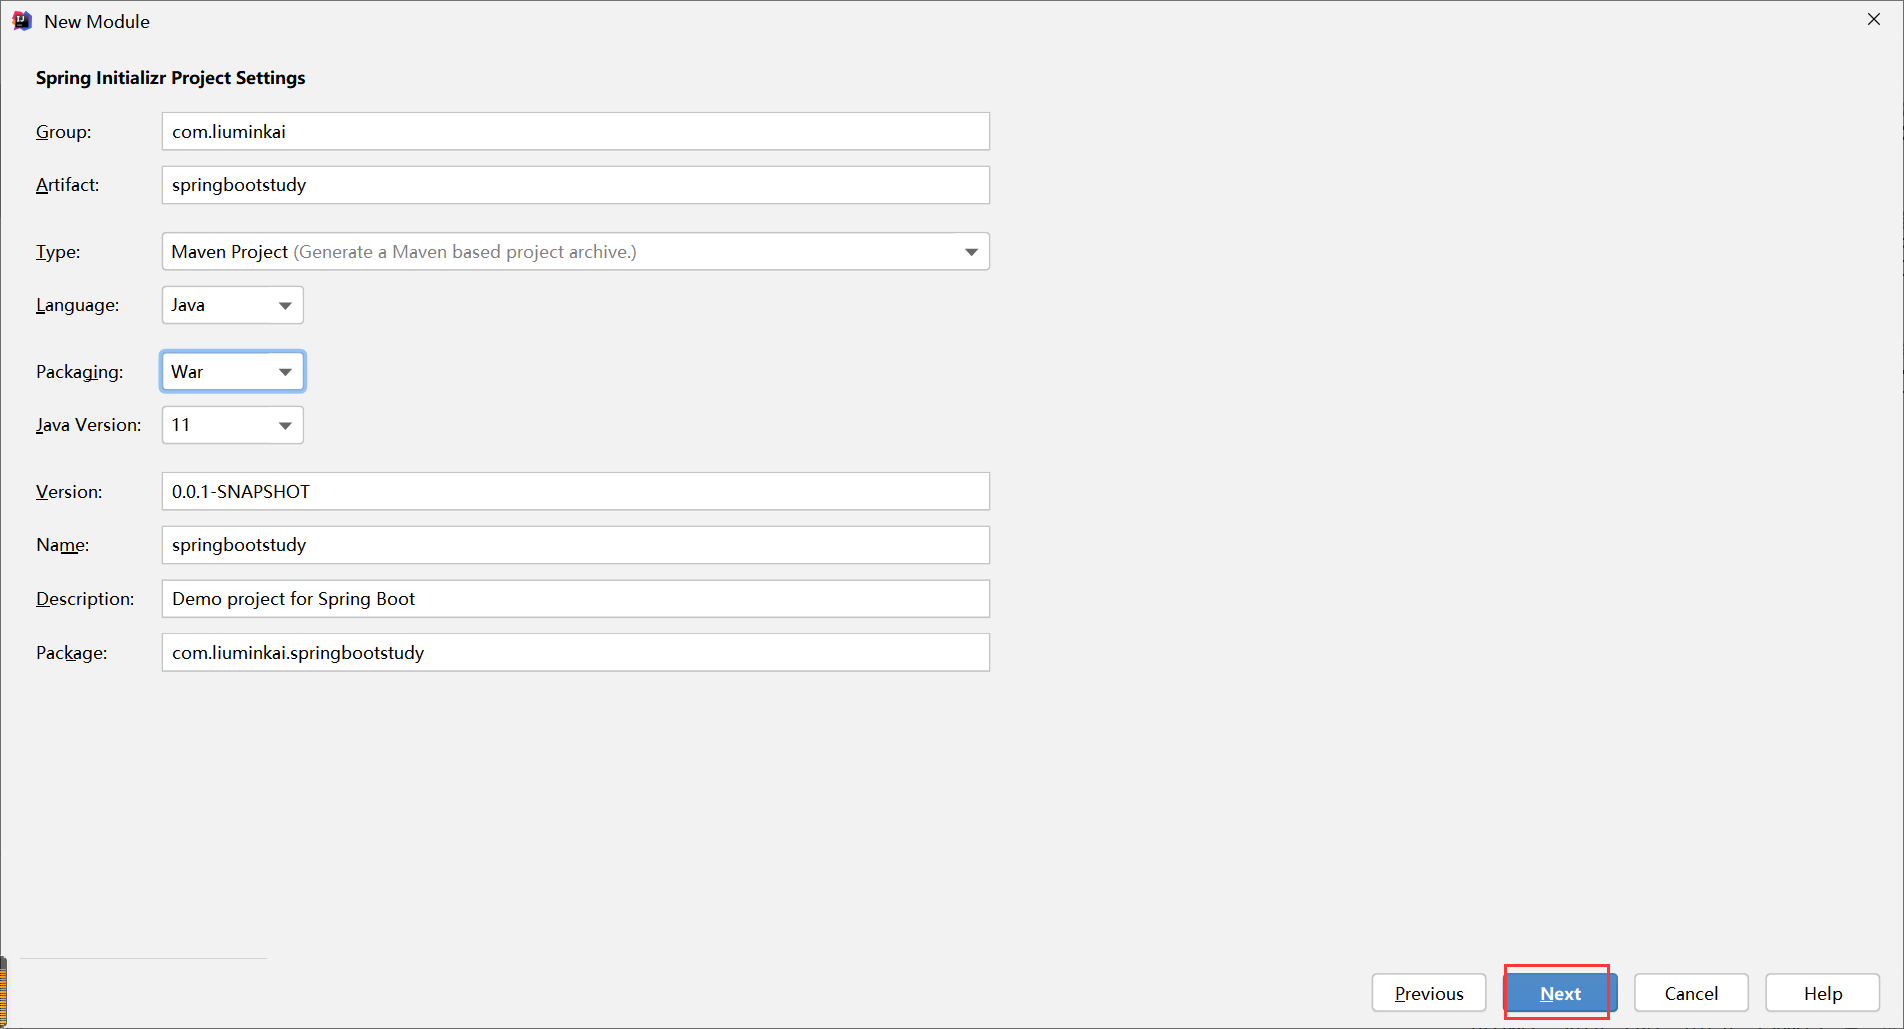 New Module
Spring Initializr Project Settings
Group: com.liuminkai
Artifact: springbootstudy
Type: Maven Project (Generate a Maven based project archive.)
Language: Java
Packaging: War
Java Version: 11
Version: 0.0.1-SNAPSHOT
Name: springbootstudy
Description: Demo project for Spring Boot
Package: com.liuminkai.springbootstudy
Previous Next Cancel Help